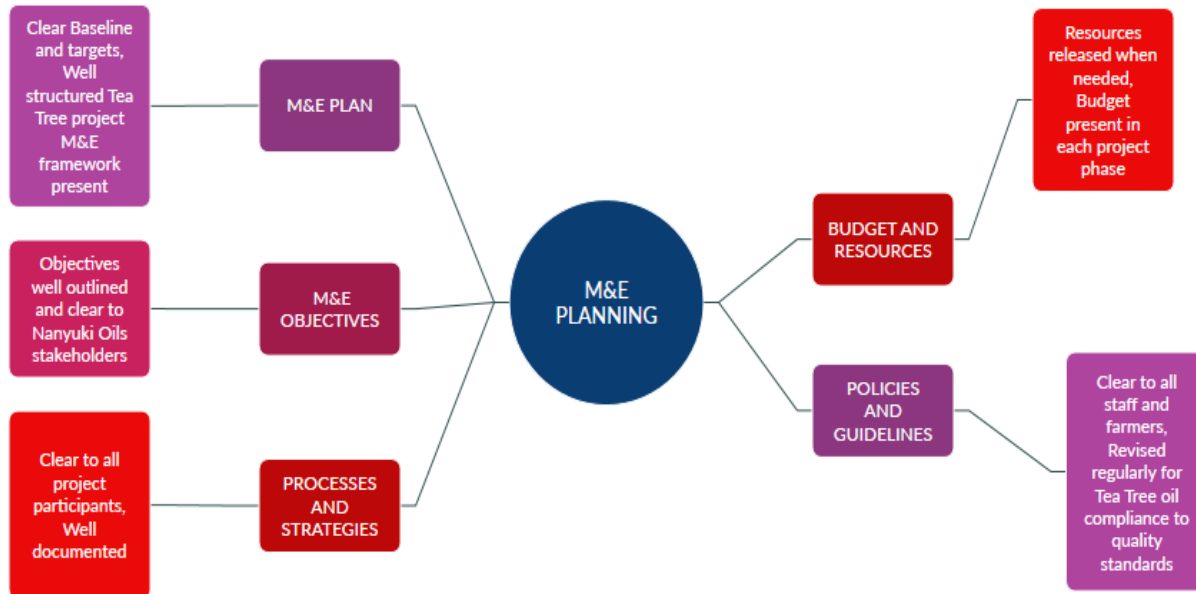 Clear Baseline
and targets,
Well
structured Tea
Tree project
M&E
framework
present
M&E PLAN
Objectives
well outlined
and clear to
Nanyuki Oils
stakeholders
M&E
OBJECTIVES
Clear to all
project
participants,
Well
documented
PROCESSES
AND
STRATEGIES
M&E
PLANNING
BUDGET AND
RESOURCES
Resources
released when
needed,
Budget
present in
each project
phase
POLICIES
AND
GUIDELINES
Clear to all
staff and
farmers,
Revised
regularly for
Tea Tree oil
compliance to
quality
standards